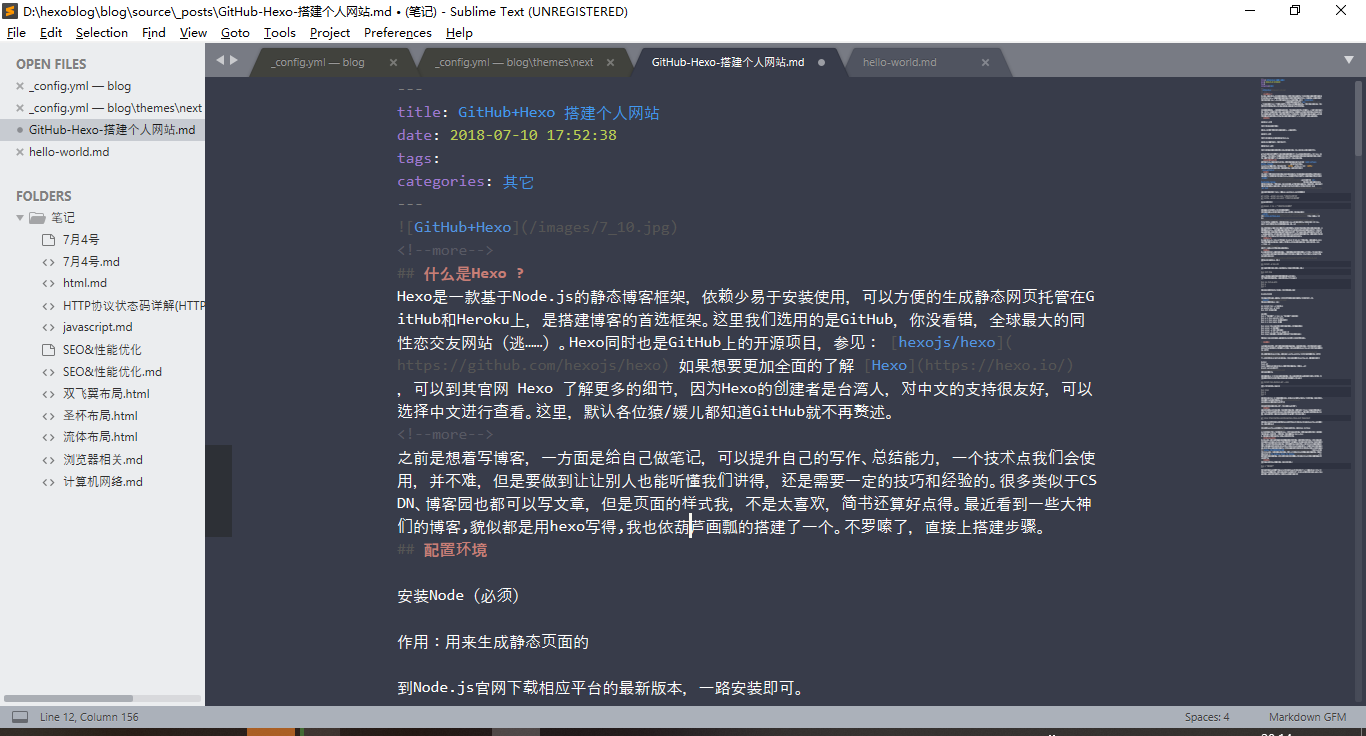 D:\hexoblog\blog\source\_posts\GitHub-Hexo-搭建个人网站.md • (笔记) - Sublime Text (UNREGISTERED)
File Edit Selection Find View Goto Tools Project Preferences Help
OPEN FILES
_config.yml — blog
_config.yml — blog\themes\next
GitHub-Hexo-搭建个人网站.md
hello-world.md
FOLDERS
笔记
7月4号
7月4号.md
html.md
HTTP协议状态码详解(HTTP
javascript.md
SEO&性能优化
SEO&性能优化.md
双飞翼布局.html
圣杯布局.html
流体布局.html
浏览器相关.md
计算机网络.md
_config.yml — blog
_config.yml — blog\themes\next
GitHub-Hexo-搭建个人网站.md
hello-world.md
---
title: GitHub+Hexo 搭建个人网站
date: 2018-07-10 17:52:38
tags:
categories: 其它
---
![GitHub+Hexo](/images/7_10.jpg)
<!--more-->
## 什么是Hexo ?
Hexo是一款基于Node.js的静态博客框架，依赖少易于安装使用，可以方便的生成静态网页托管在G
itHub和Heroku上，是搭建博客的首选框架。这里我们选用的是GitHub，你没看错，全球最大的同
性恋交友网站（逃……）。Hexo同时也是GitHub上的开源项目，参见： [hexojs/hexo](
https://github.com/hexojs/hexo) 如果想要更加全面的了解 [Hexo](https://hexo.io/)
，可以到其官网 Hexo 了解更多的细节，因为Hexo的创建者是台湾人，对中文的支持很友好，可以
选择中文进行查看。这里，默认各位猿/媛儿都知道GitHub就不再赘述。
<!--more-->
之前是想着写博客，一方面是给自己做笔记，可以提升自己的写作、总结能力，一个技术点我们会使
用，并不难，但是要做到让让别人也能听懂我们讲得，还是需要一定的技巧和经验的。很多类似于CS
DN、博客园也都可以写文章，但是页面的样式我，不是太喜欢，简书还算好点得。最近看到一些大神
们的博客,貌似都是用hexo写得,我也依葫芦画瓢的搭建了一个。不罗嗦了，直接上搭建步骤。
## 配置环境
安装Node（必须）
作用：用来生成静态页面的
到Node.js官网下载相应平台的最新版本，一路安装即可。
Line 12, Column 156
Spaces: 4
Markdown GFM